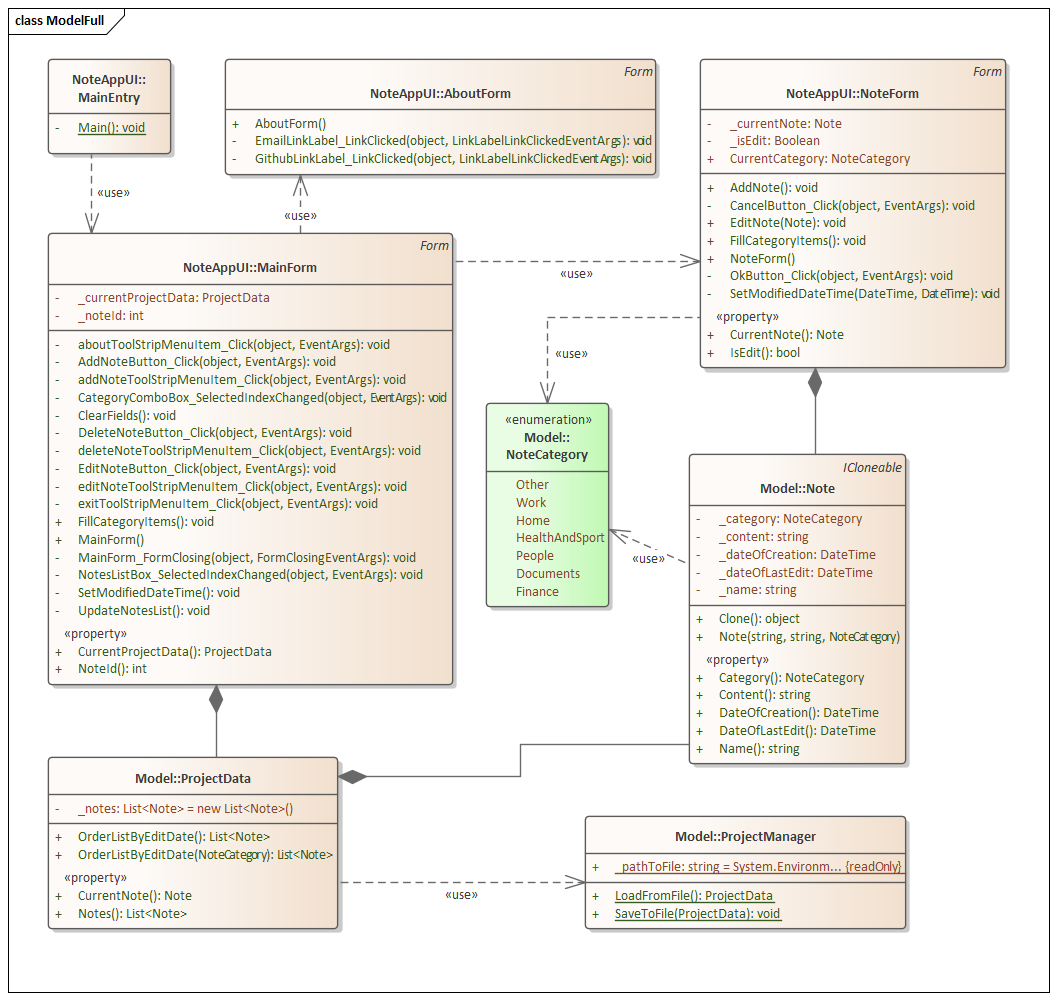 class ModelFull
NoteAppUI::
MainEntry
- Main(): void
«use»
Form
NoteAppUI::AboutForm
+ AboutForm()
- EmailLinkLabel_LinkClicked(object, LinkLabelLinkClickedEventArgs): void
- GithubLinkLabel_LinkClicked(object, LinkLabelLinkClickedEventArgs): void
«use»
Form
NoteAppUI::NoteForm
- _currentNote: Note
- _isEdit: Boolean
+ CurrentCategory: NoteCategory
+ AddNote(): void
- CancelButton_Click(object, EventArgs): void
+ EditNote(Note): void
+ FillCategoryItems(): void
+ NoteForm()
- OkButton_Click(object, EventArgs): void
- SetModifiedDateTime(DateTime, DateTime): void
«property»
+ CurrentNote(): Note
+ IsEdit(): bool
Form
NoteAppUI::MainForm
- _currentProjectData: ProjectData
- _noteId: int
- aboutToolStripMenuItem_Click(object, EventArgs): void
- AddNoteButton_Click(object, EventArgs): void
- addNoteToolStripMenuItem_Click(object, EventArgs): void
- CategoryComboBox_SelectedIndexChanged(object, EventArgs): void
- ClearFields(): void
- DeleteNoteButton_Click(object, EventArgs): void
- deleteNoteToolStripMenuItem_Click(object, EventArgs): void
- EditNoteButton_Click(object, EventArgs): void
- editNoteToolStripMenuItem_Click(object, EventArgs): void
- exitToolStripMenuItem_Click(object, EventArgs): void
+ FillCategoryItems(): void
+ MainForm()
- MainForm_FormClosing(object, FormClosingEventArgs): void
- NotesListBox_SelectedIndexChanged(object, EventArgs): void
- SetModifiedDateTime(): void
- UpdateNotesList(): void
«property»
+ CurrentProjectData(): ProjectData
+ NoteId(): int
«use»
«use»
«enumeration»
Model::
NoteCategory
Other
Work
Home
HealthAndSport
People
Documents
Finance
«use»
ICloneable
Model::Note
- _category: NoteCategory
- _content: string
- _dateOfCreation: DateTime
- _dateOfLastEdit: DateTime
- _name: string
+ Clone(): object
+ Note(string, string, NoteCategory)
«property»
+ Category(): NoteCategory
+ Content(): string
+ DateOfCreation(): DateTime
+ DateOfLastEdit(): DateTime
+ Name(): string
Model::ProjectData
- _notes: List<Note> = new List<Note>()
+ OrderListByEditDate(): List<Note>
+ OrderListByEditDate(NoteCategory): List<Note>
«property»
+ CurrentNote(): Note
+ Notes(): List<Note>
«use»
Model::ProjectManager
+ _pathToFile: string = System.Environm... {readOnly}
+ LoadFromFile(): ProjectData
+ SaveToFile(ProjectData): void